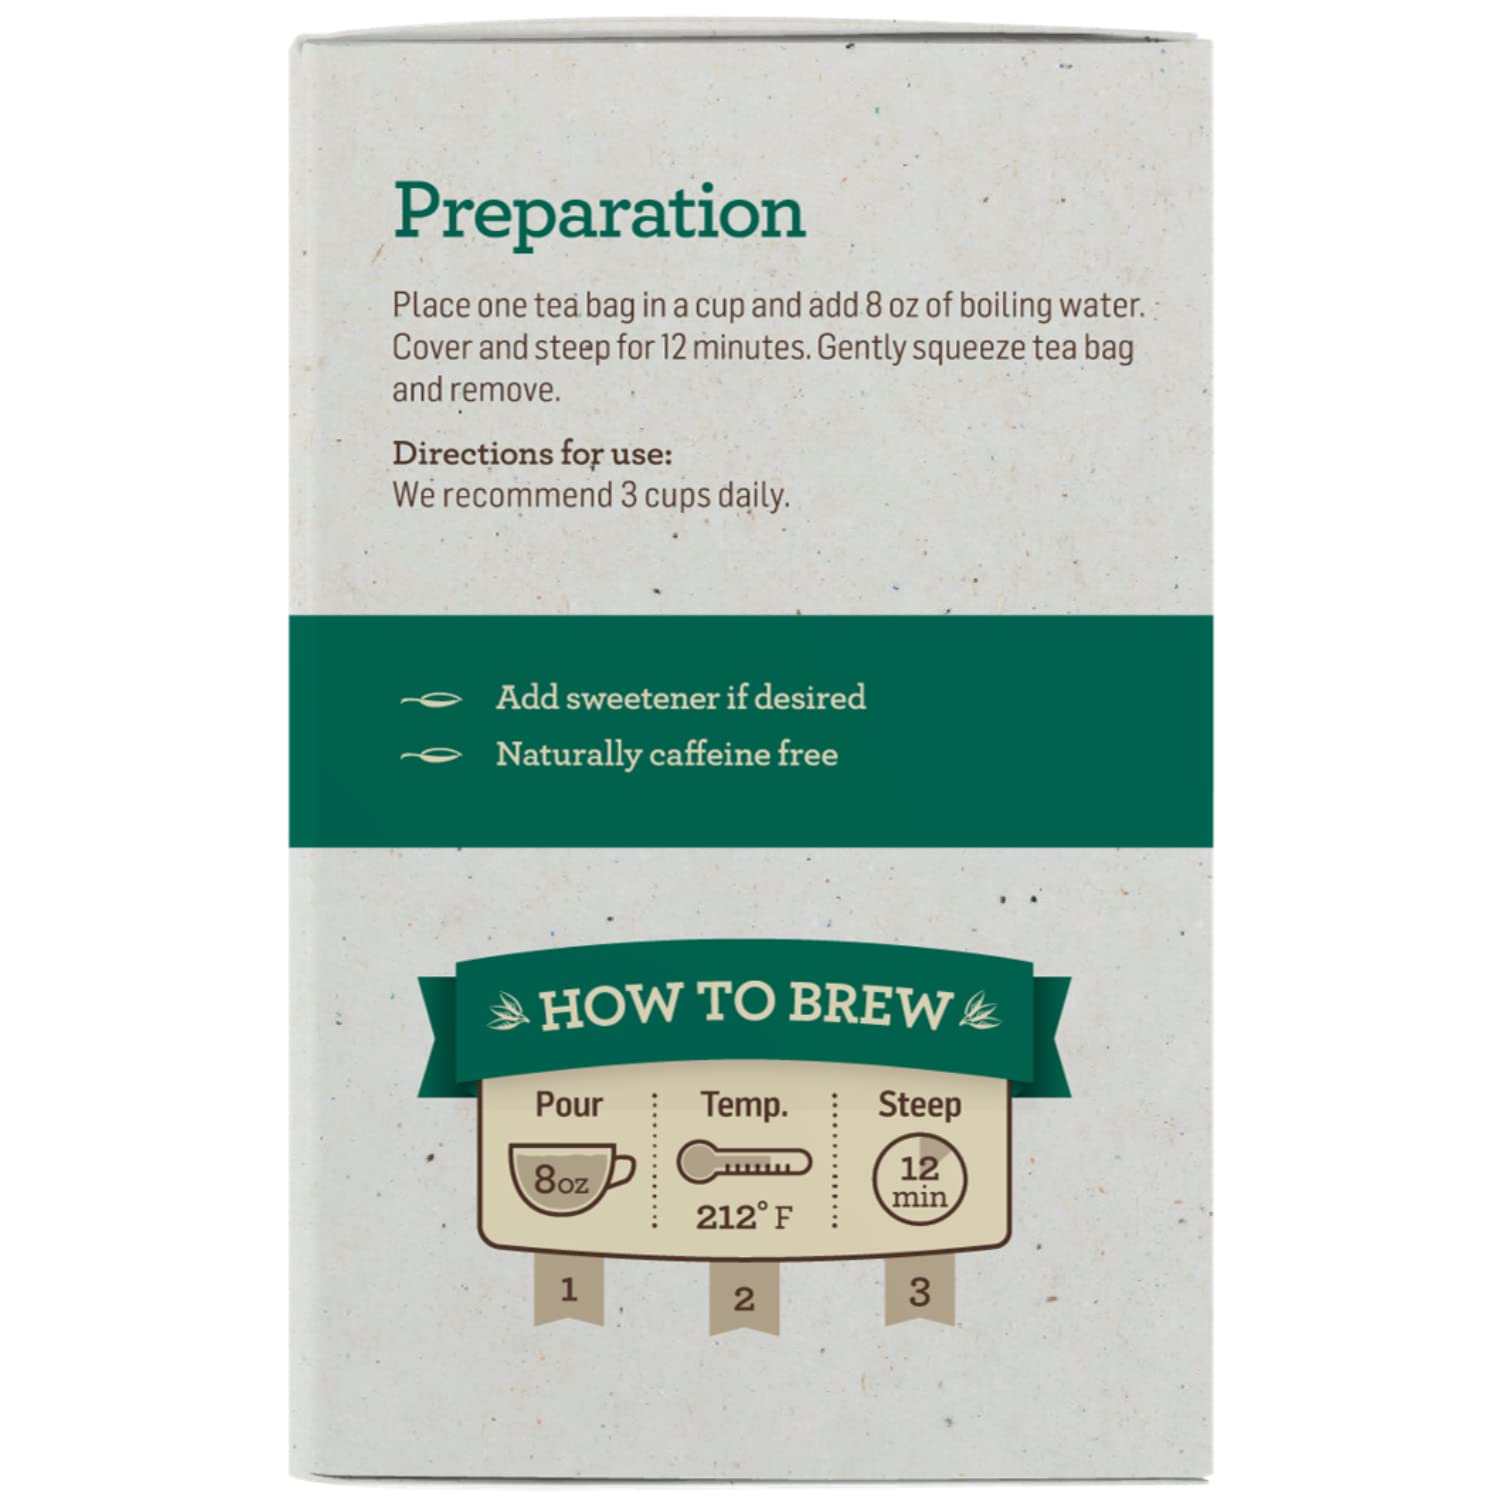 Preparation
Place one tea bag in a cup and add 8 oz of boiling water.
Cover and steep for 12 minutes. Gently squeeze tea bag
and remove.
Directions for use:
We recommend 3 cups daily.
Add sweetener if desired
Naturally caffeine free
HOW TO BREW
Pour
8oz
1
Temp.
212° F
2
Steep
12
min
3